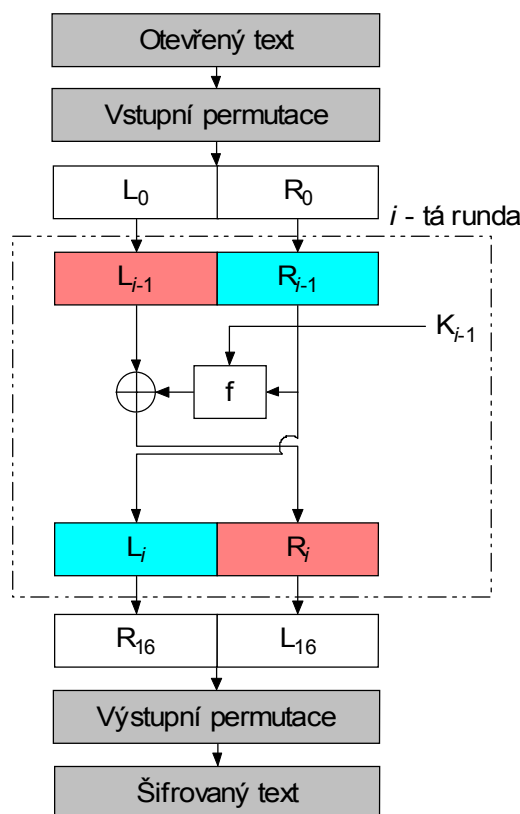 Otevřený text
Vstupní permutace
L0 R0
i - tá runda
Li-1 Ri-1
Ki-1
f
Li Ri
R16 L16
Výstupní permutace
Šifrovaný text